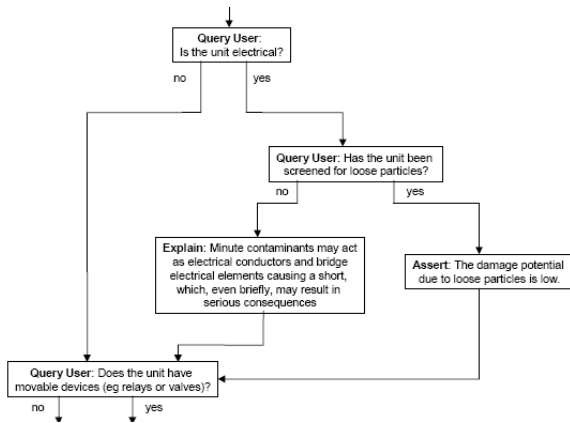 Query User:
Is the unit electrical?
no
yes
Query User: Has the unit been
screened for loose particles?
no
yes
Explain: Minute contaminants may act
as electrical conductors and bridge
electrical elements causing a short,
which, even briefly, may result in
serious consequences
Assert: The damage potential
due to loose particles is low.
Query User: Does the unit have
movable devices (eg relays or valves)?
no
yes